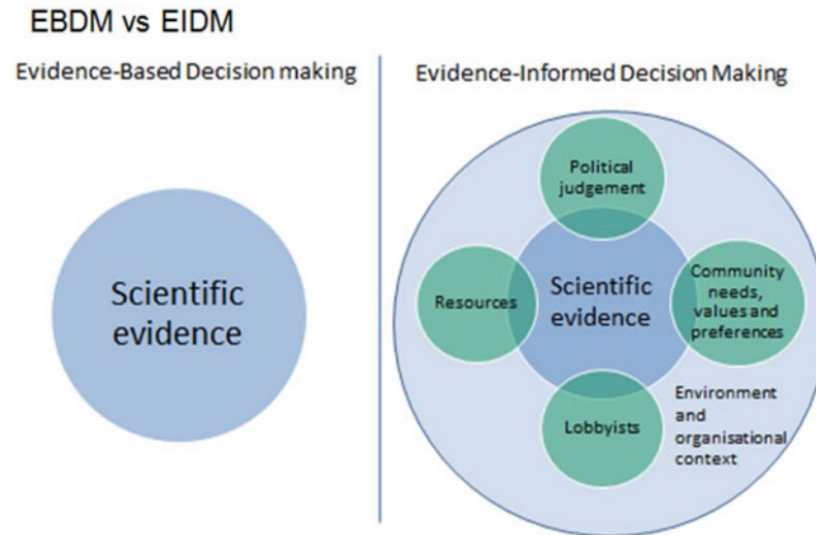 EBDM vs EIDM
Evidence-Based Decision making
Scientific
evidence
Evidence-Informed Decision Making
Political
judgement
Resources
Scientific
evidence
Community
needs,
values and
preferences
Lobbyists
Environment
and
organisational
context